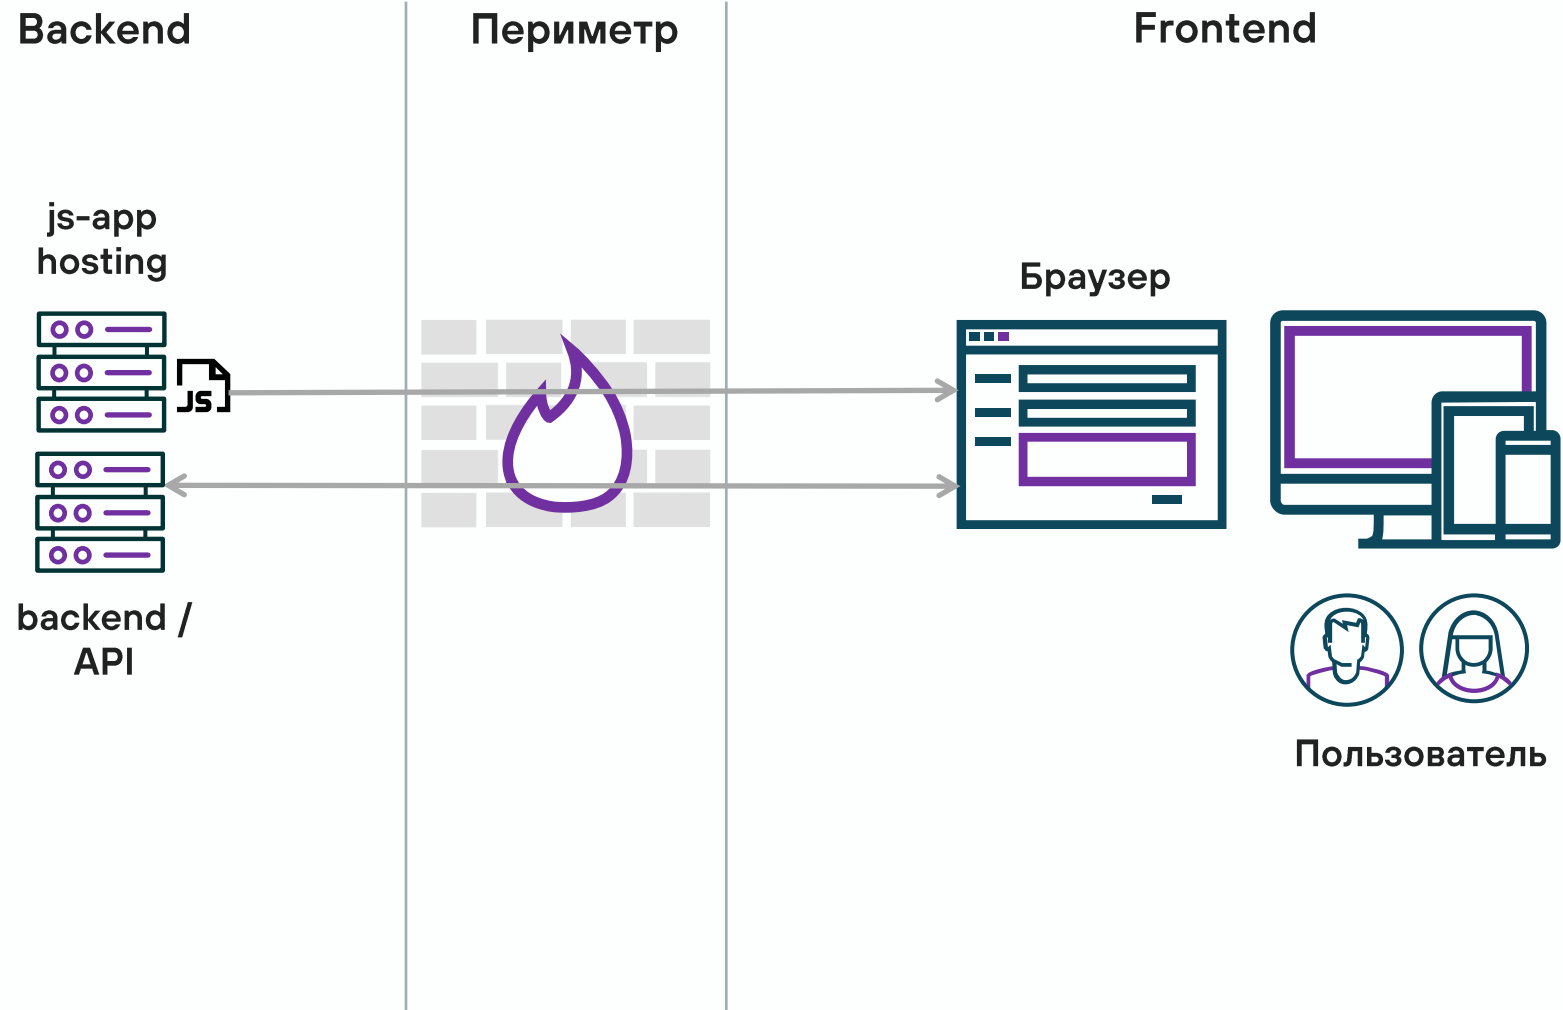 Backend
Периметр
Frontend
js-app
hosting
JS
backend /
API
Браузер
Пользователь